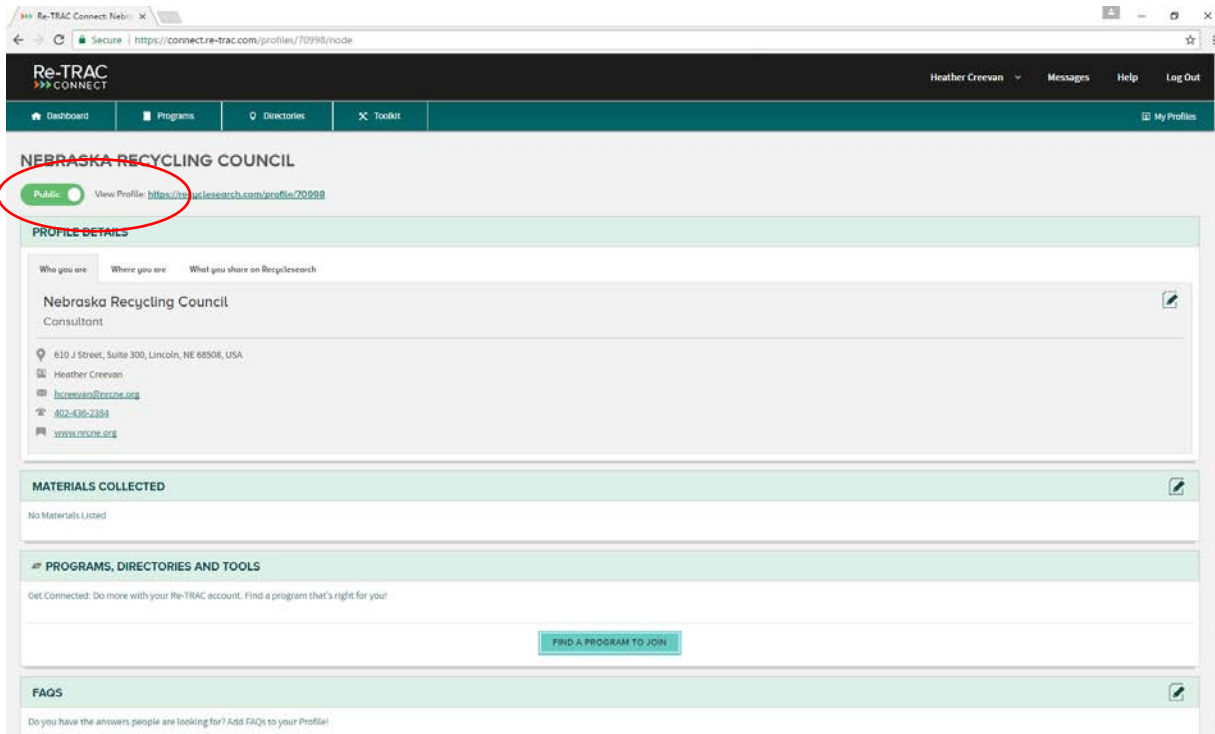 Re-TRAC Connect: Nebr
Secure https://connect.re-trac.com/profiles/70998/node
Re-TRAC
CONNECT
Heather Creevan Messages Help Log Out
Dashboard Programs Directories Toolkit My Profiles
NEBRASKA RECYCLING COUNCIL
Public View Profile: https://recyclesearch.com/profile/70998
PROFILE DETAILS
Who you are Where you are What you share on Recyclesearch
Nebraska Recycling Council
Consultant
610 J Street, Suite 300, Lincoln, NE 68508, USA
Heather Creevan
hcreevan@nrcne.org
402-436-2384
www.nrcne.org
MATERIALS COLLECTED
No Materials Listed
PROGRAMS, DIRECTORIES AND TOOLS
Get Connected: Do more with your Re-TRAC account. Find a program that's right for you!
FIND A PROGRAM TO JOIN
FAQS
Do you have the answers people are looking for? Add FAQs to your Profile!